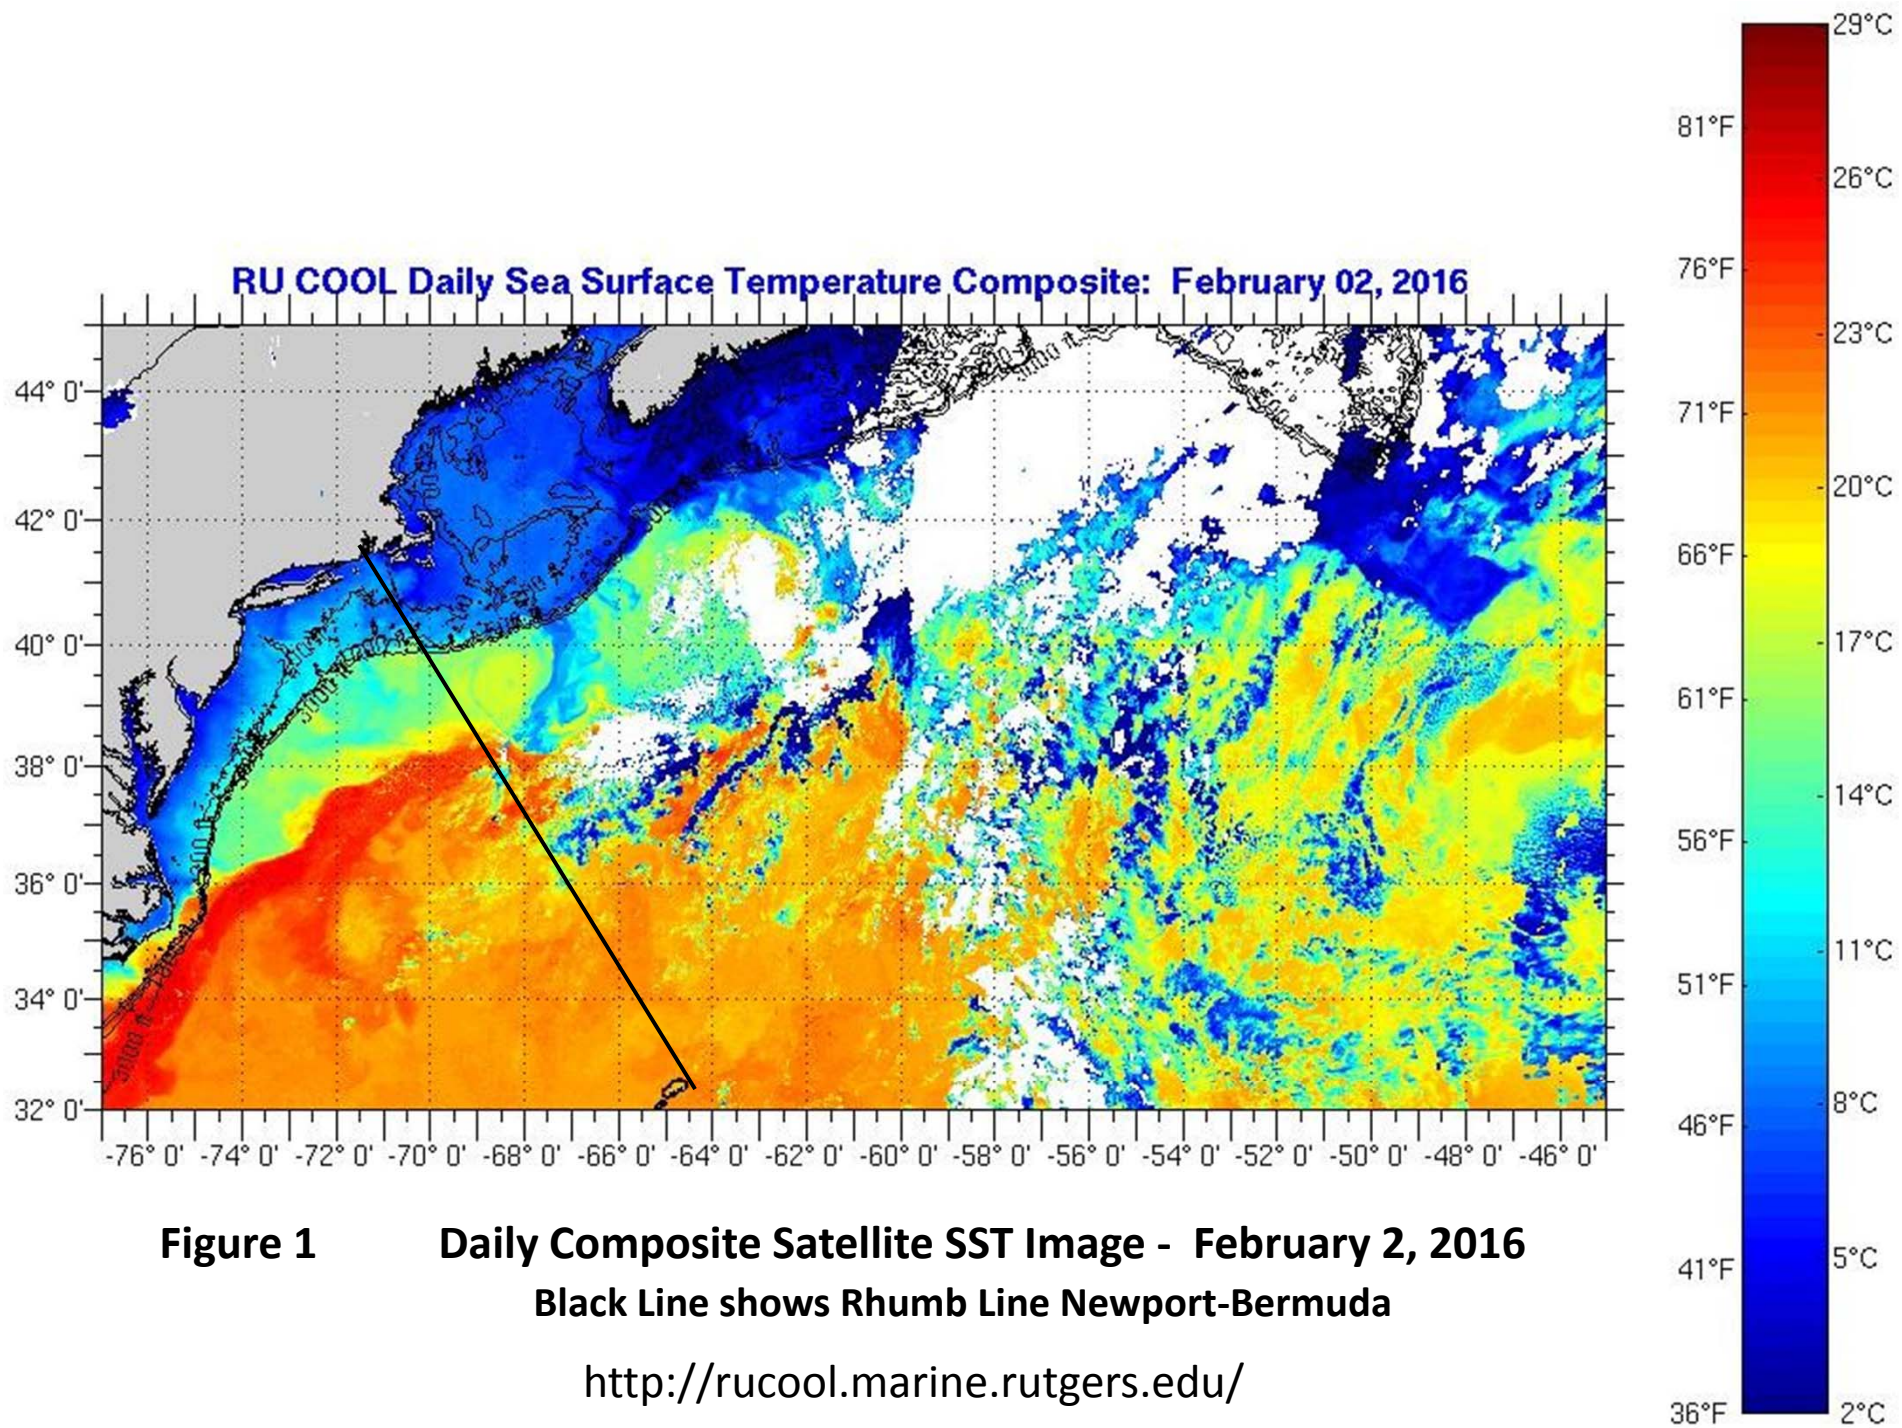 29°C
81°F
26°C
RU COOL Daily Sea Surface Temperature Composite: February 02, 2016
76°F
23°C
44° 0'
71°F
20°C
42° 0'
66°F
40° 0'
17°C
61°F
38° 0'
14°C
56°F
36° 0'
11°C
51°F
34° 0'
32° 0'
8°C
46°F
-76° 0' -74° 0' -72° 0' -70° 0' -68° 0' -66° 0' -64° 0' -62° 0' -60° 0' -58° 0' -56° 0' -54° 0' -52° 0' -50° 0' -48° 0' -46° 0'
Figure 1 Daily Composite Satellite SST Image - February 2, 2016
5°C
41°F
Black Line shows Rhumb Line Newport-Bermuda
http://rucool.marine.rutgers.edu/
36°F
2°C